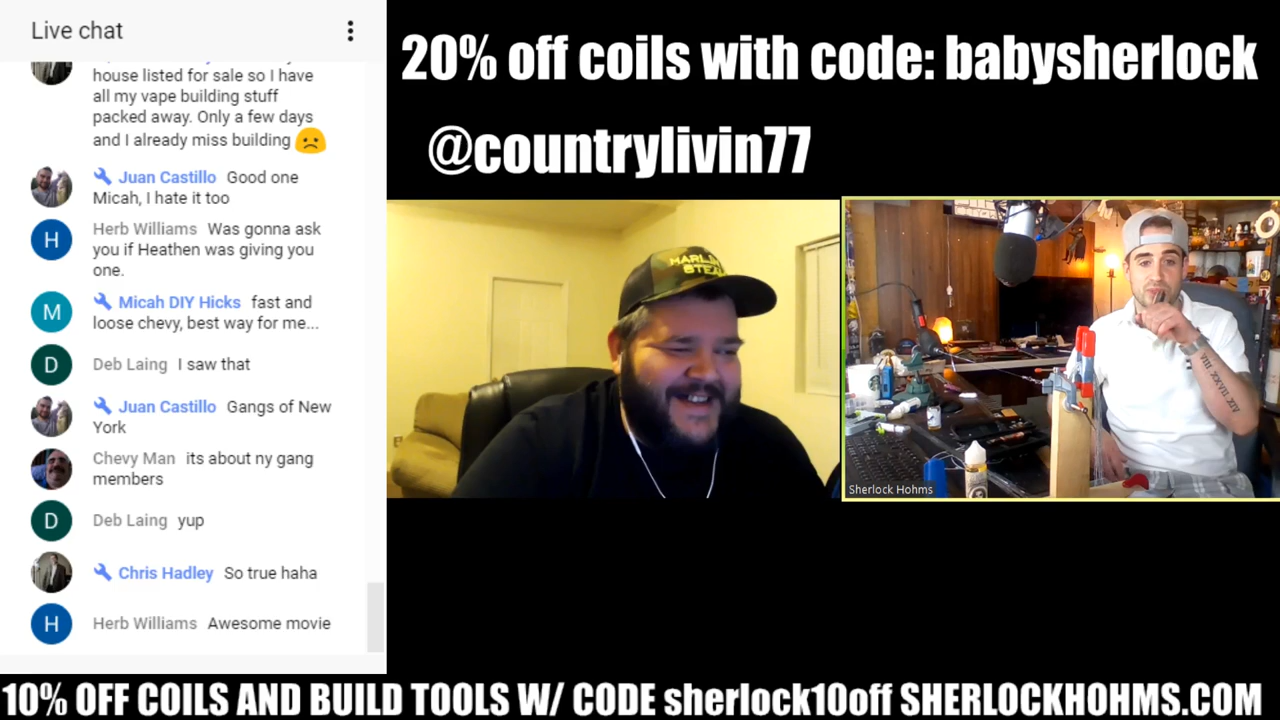 Live chat
house listed for sale so I have
all my vape building stuff
packed away. Only a few days
and I already miss building
Juan Castillo Good one
Micah, I hate it too
H
Herb Williams Was gonna ask
you if Heathen was giving you
one.
M
Micah DIY Hicks fast and
loose chevy, best way for me...
D
Deb Laing I saw that
Juan Castillo Gangs of New
York
Chevy Man its about ny gang
members
D
Deb Laing yup
Chris Hadley So true haha
H
Herb Williams Awesome movie
20% off coils with code: babysherlock
@countrylivin77
Sherlock Hohms
10% OFF COILS AND BUILD TOOLS W/ CODE sherlock10off SHERLOCKHOHMS.COM